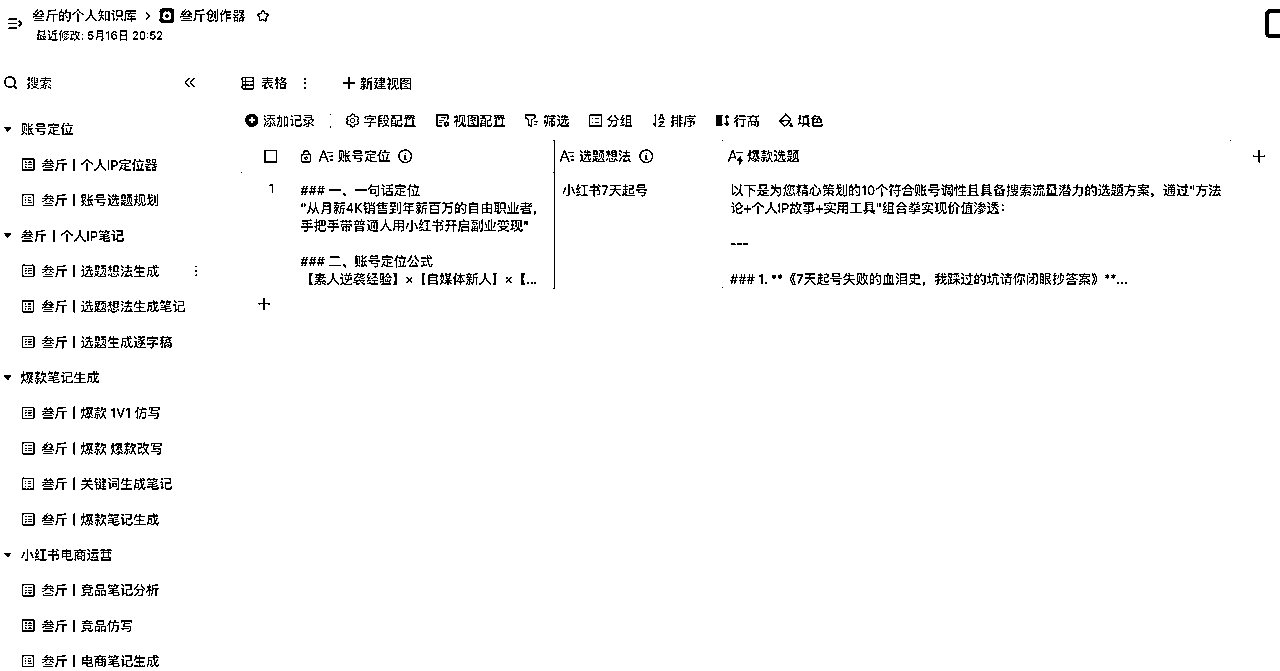 叁斤的个人知识库 > 叁斤创作器
最近修改: 5月16日 20:52
搜索
表格
新建视图
账号定位
添加记录
字段配置
视图配置
筛选
分组
排序
行高
填色
叁斤丨个人IP定位器
叁斤丨账号选题规划
叁斤丨个人IP笔记
叁斤丨选题想法生成
叁斤丨选题想法生成笔记
叁斤丨选题生成逐字稿
爆款笔记生成
叁斤丨爆款 1V1 仿写
叁斤丨爆款 爆款改写
叁斤丨关键词生成笔记
叁斤丨爆款笔记生成
小红书电商运营
叁斤丨竞品笔记分析
叁斤丨竞品仿写
叁斤丨电商笔记生成
账号定位
选题想法
爆款选题
1
### 一、一句话定位
"从月薪4K销售到年薪百万的自由职业者，
手把手带普通人用小红书开启副业变现"
### 二、账号定位公式
【素人逆袭经验】×【自媒体新人】×【...
小红书7天起号
以下是为您精心策划的10个符合账号调性且具备搜索流量潜力的选题方案，通过"方法
论+个人IP故事+实用工具"组合拳实现价值渗透：
---
### 1. **《7天起号失败的血泪史，我踩过的坑请你闭眼抄答案》**...